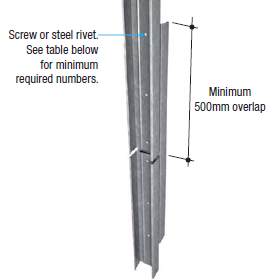 Screw or steel rivet.
See table below
for minimum
required numbers.
Minimum
500mm overlap